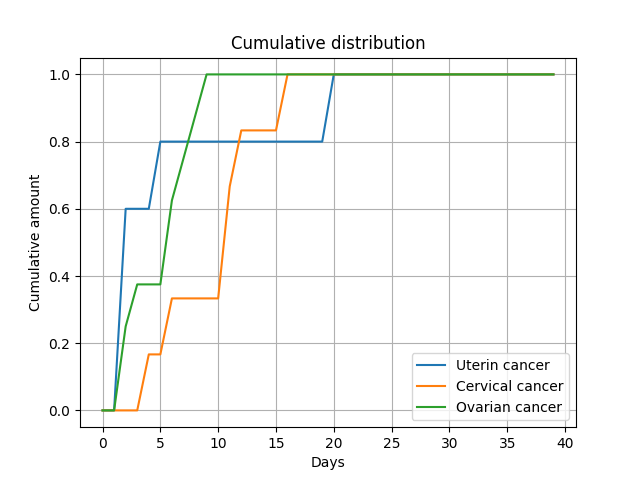 Cumulative distribution
Cumulative amount
1.0
0.8
0.6
0.4
0.2
0.0
0 5 10 15 20 25 30 35 40
Days
Uterin cancer
Cervical cancer
Ovarian cancer